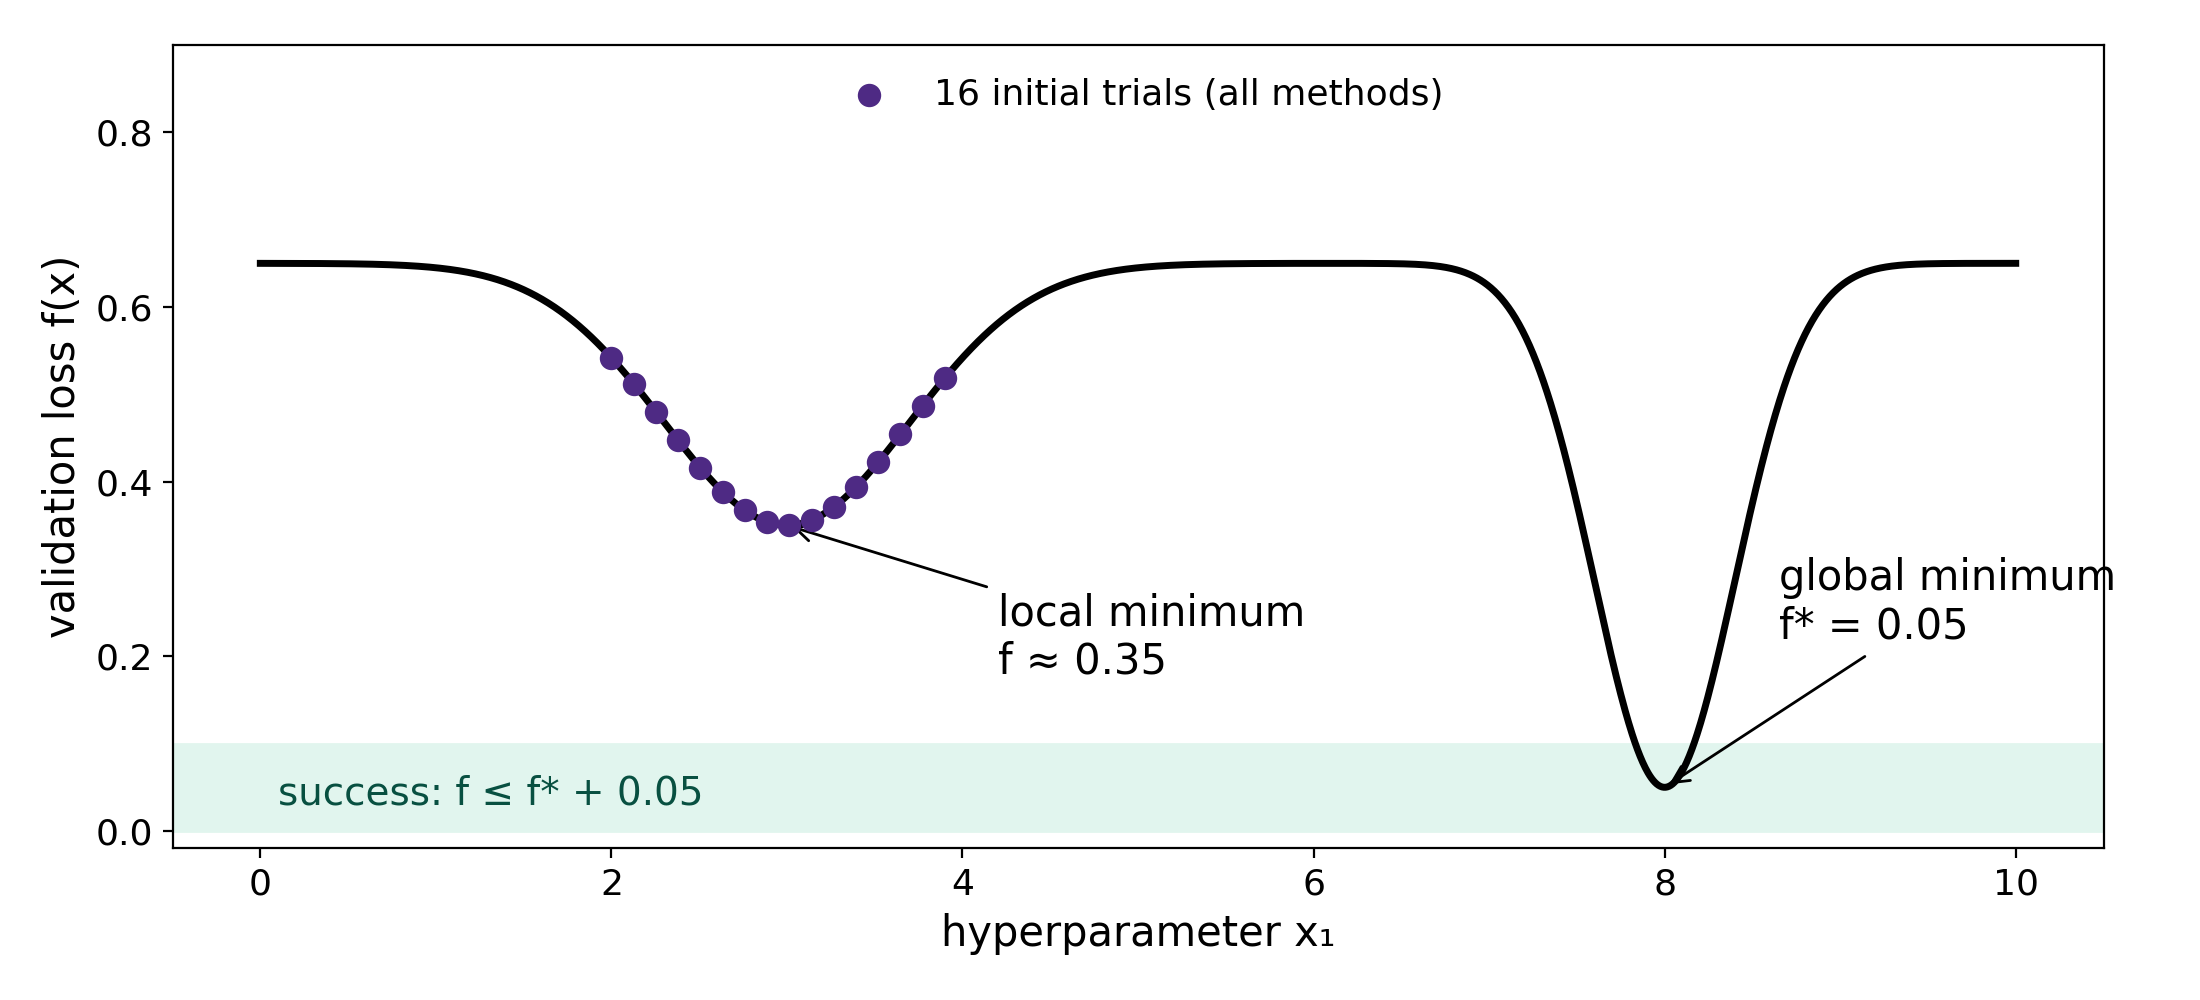 16 initial trials (all methods)
0.8
0.6
0.4
0.2
0.0
validation loss f(x)
local minimum
f ≈ 0.35
global minimum
f* = 0.05
success: f ≤ f* + 0.05
0 2 4 6 8 10
hyperparameter x₁